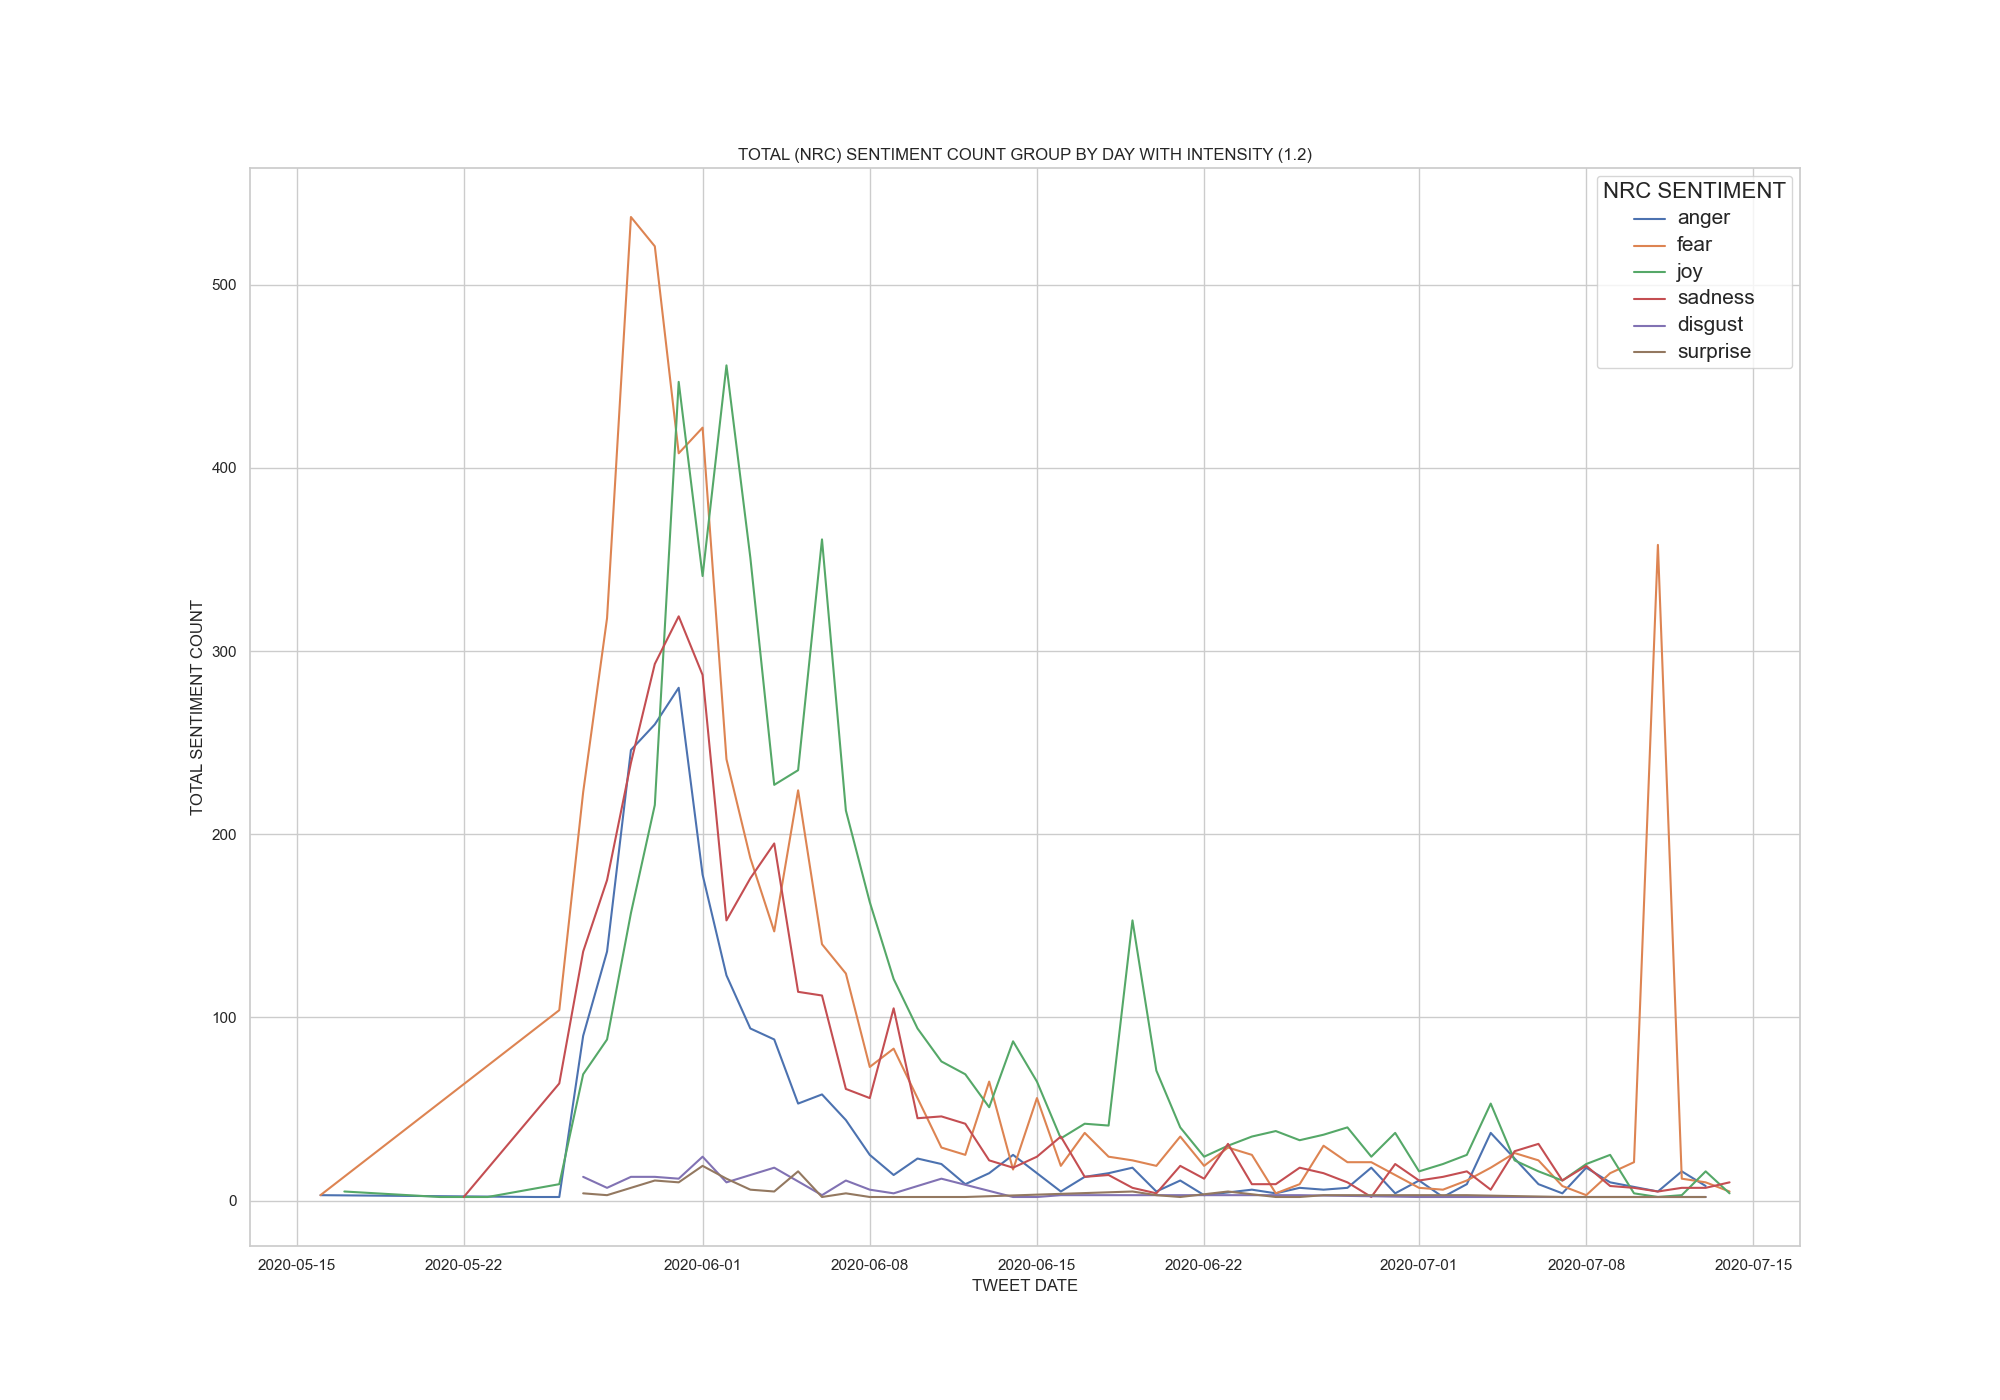 TOTAL (NRC) SENTIMENT COUNT GROUP BY DAY WITH INTENSITY (1.2)
NRC SENTIMENT
anger
fear
joy
sadness
disgust
surprise
TOTAL SENTIMENT COUNT
500
400
300
200
100
0
2020-05-15 2020-05-22 2020-06-01 2020-06-08 2020-06-15 2020-06-22 2020-07-01 2020-07-08 2020-07-15
TWEET DATE